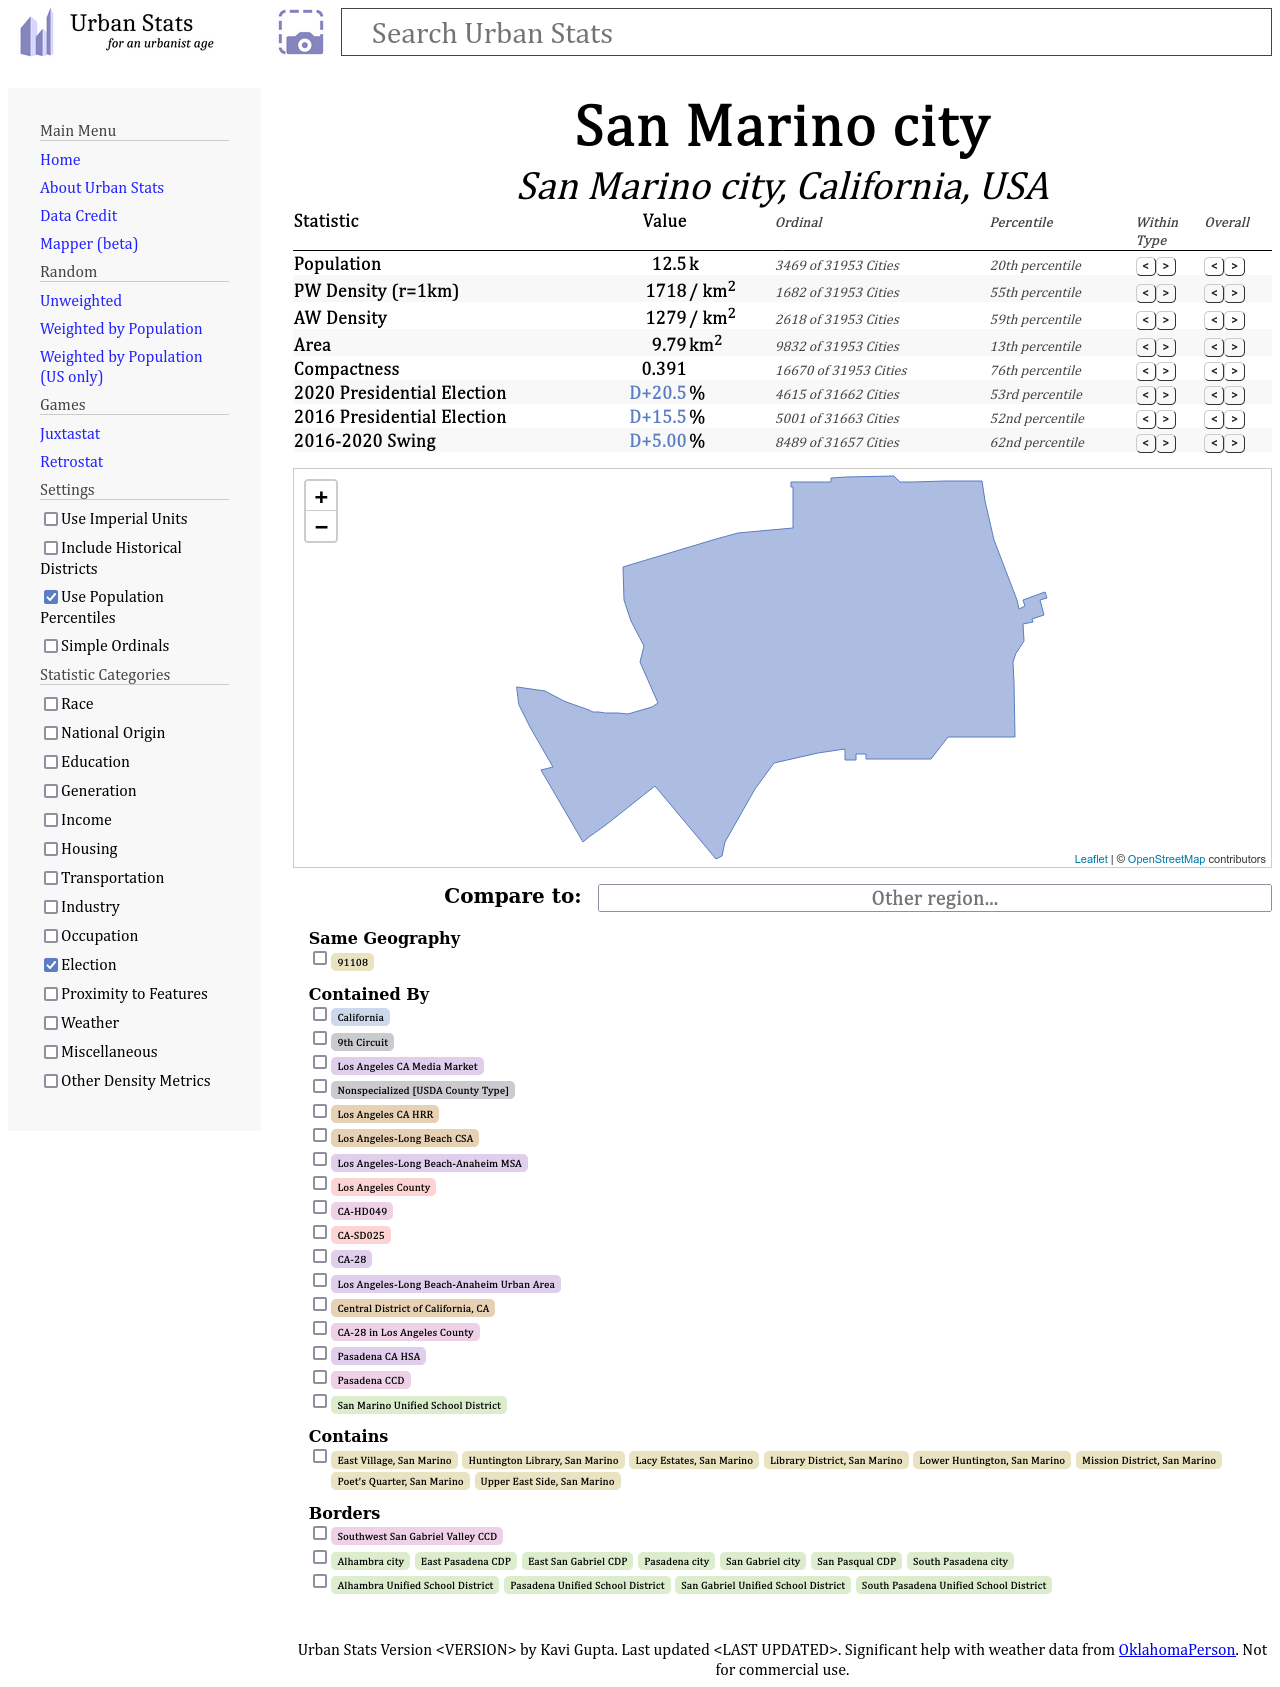 Urban Stats
for an urbanist age
Search Urban Stats
Main Menu
Home
About Urban Stats
Data Credit
Mapper (beta)
Random
Unweighted
Weighted by Population
Weighted by Population
(US only)
Games
Juxtastat
Retrostat
Settings
Use Imperial Units
Include Historical
Districts
Use Population
Percentiles
Simple Ordinals
Statistic Categories
Race
National Origin
Education
Generation
Income
Housing
Transportation
Industry
Occupation
Election
Proximity to Features
Weather
Miscellaneous
Other Density Metrics
San Marino city
San Marino city, California, USA
Statistic Value Ordinal Percentile Within Type Overall
Population 12.5 k 3469 of 31953 Cities 20th percentile < > < >
PW Density (r=1km) 1718 / km² 1682 of 31953 Cities 55th percentile < > < >
AW Density 1279 / km² 2618 of 31953 Cities 59th percentile < > < >
Area 9.79 km² 9832 of 31953 Cities 13th percentile < > < >
Compactness 0.391 16670 of 31953 Cities 76th percentile < > < >
2020 Presidential Election D+20.5 % 4615 of 31662 Cities 53rd percentile < > < >
2016 Presidential Election D+15.5 % 5001 of 31663 Cities 52nd percentile < > < >
2016-2020 Swing D+5.00 % 8489 of 31657 Cities 62nd percentile < > < >
+
−
Leaflet | © OpenStreetMap contributors
Compare to: Other region...
Same Geography
91108
Contained By
California
9th Circuit
Los Angeles CA Media Market
Nonspecialized [USDA County Type]
Los Angeles CA HRR
Los Angeles-Long Beach CSA
Los Angeles-Long Beach-Anaheim MSA
Los Angeles County
CA-HD049
CA-SD025
CA-28
Los Angeles-Long Beach-Anaheim Urban Area
Central District of California, CA
CA-28 in Los Angeles County
Pasadena CA HSA
Pasadena CCD
San Marino Unified School District
Contains
East Village, San Marino Huntington Library, San Marino Lacy Estates, San Marino Library District, San Marino Lower Huntington, San Marino Mission District, San Marino
Poet's Quarter, San Marino Upper East Side, San Marino
Borders
Southwest San Gabriel Valley CCD
Alhambra city East Pasadena CDP East San Gabriel CDP Pasadena city San Gabriel city San Pasqual CDP South Pasadena city
Alhambra Unified School District Pasadena Unified School District San Gabriel Unified School District South Pasadena Unified School District
Urban Stats Version <VERSION> by Kavi Gupta. Last updated <LAST UPDATED>. Significant help with weather data from OklahomaPerson. Not
for commercial use.